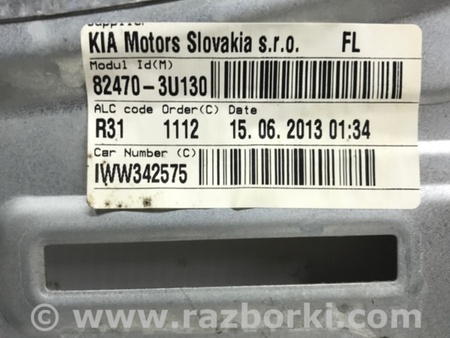 Supplier
KIA Motors Slovakia s.r.o. FL
Modul Id(M)
82470-3U130
ALC code Order(C) Date
R31 1112 15.06.2013 01:34
Car Number (C)
IWW342575
© www.razborki.com